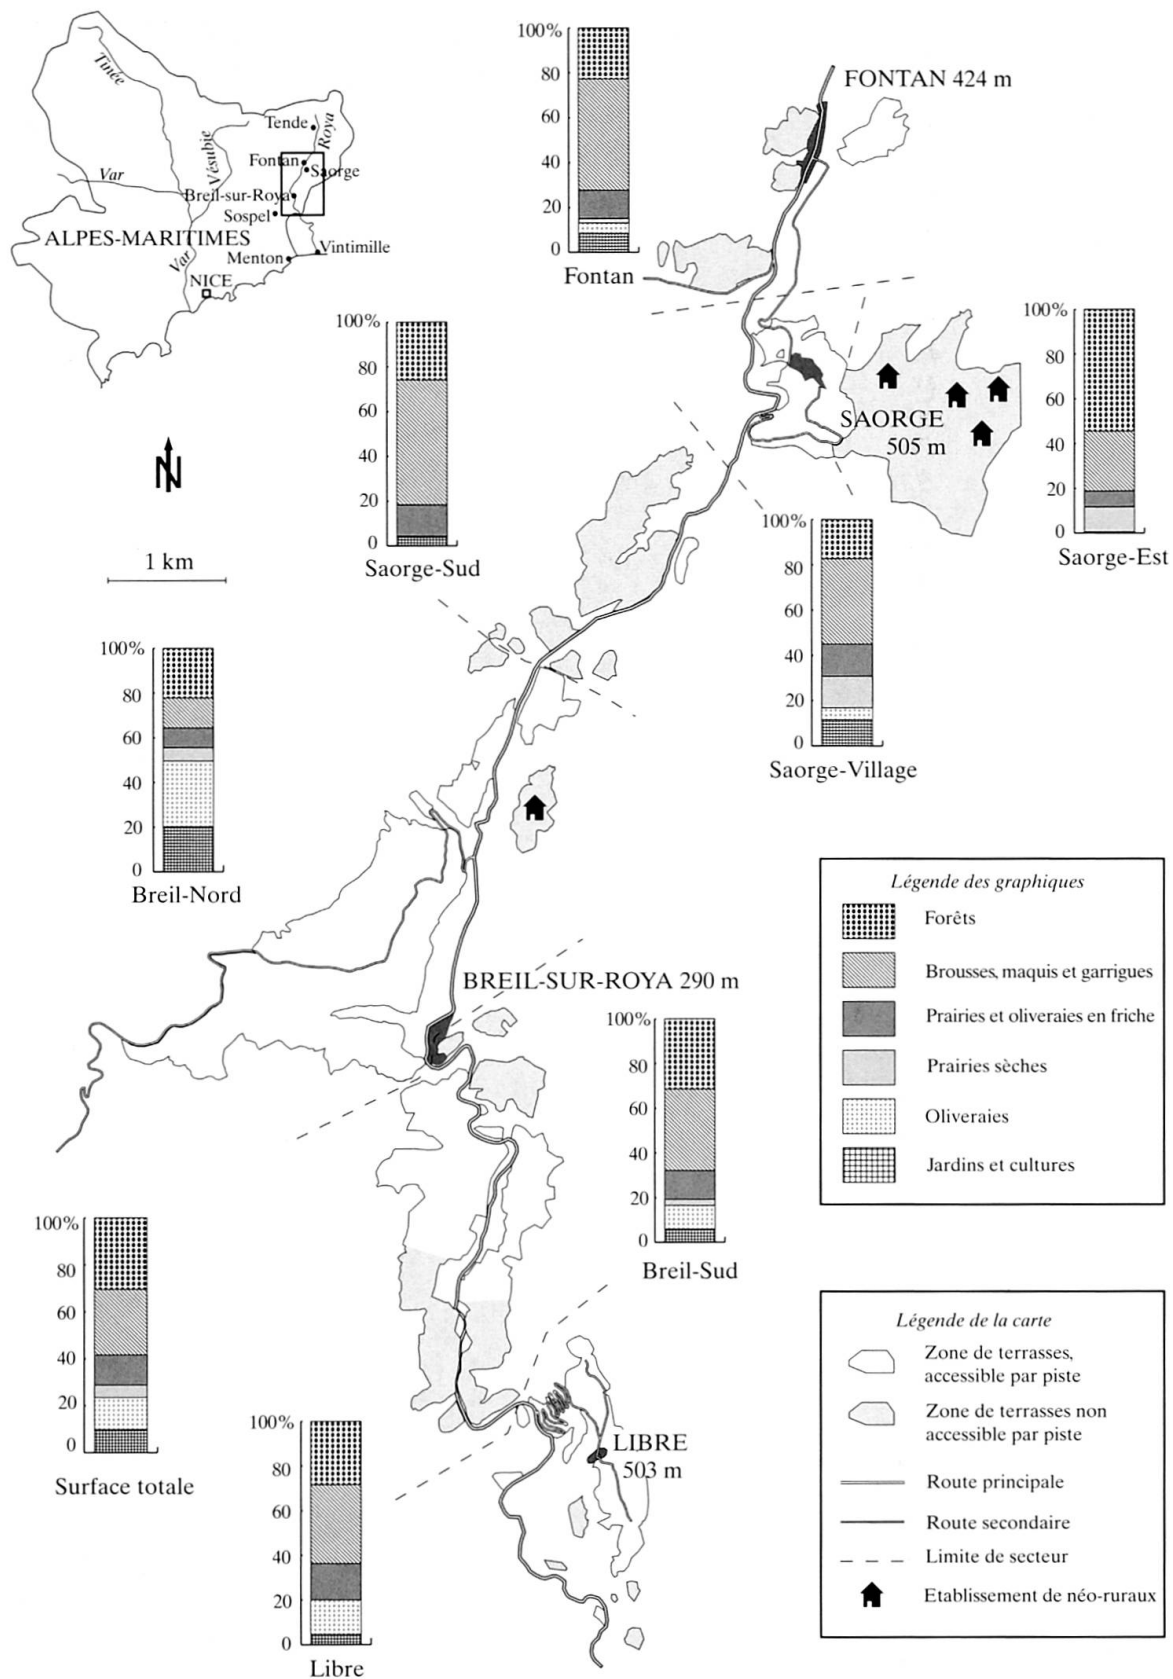 Tinée
Vésubie
Roya
Var
Var
Tende
Fontan
Saorge
Breil-sur-Roya
Sospel
ALPES-MARITIMES
Vintimille
Menton
NICE
N
1 km
100%
80
60
40
20
0
Fontan
FONTAN 424 m
100%
80
60
40
20
0
Saorge-Sud
SAORGE
505 m
100%
80
60
40
20
0
Saorge-Est
100%
80
60
40
20
0
Saorge-Village
100%
80
60
40
20
0
Breil-Nord
BREIL-SUR-ROYA 290 m
100%
80
60
40
20
0
Breil-Sud
100%
80
60
40
20
0
Surface totale
100%
80
60
40
20
0
Libre
LIBRE
503 m
Légende des graphiques
Forêts
Brousses, maquis et garrigues
Prairies et oliveraies en friche
Prairies sèches
Oliveraies
Jardins et cultures
Légende de la carte
Zone de terrasses,
accessible par piste
Zone de terrasses non
accessible par piste
Route principale
Route secondaire
Limite de secteur
Etablissement de néo-ruraux